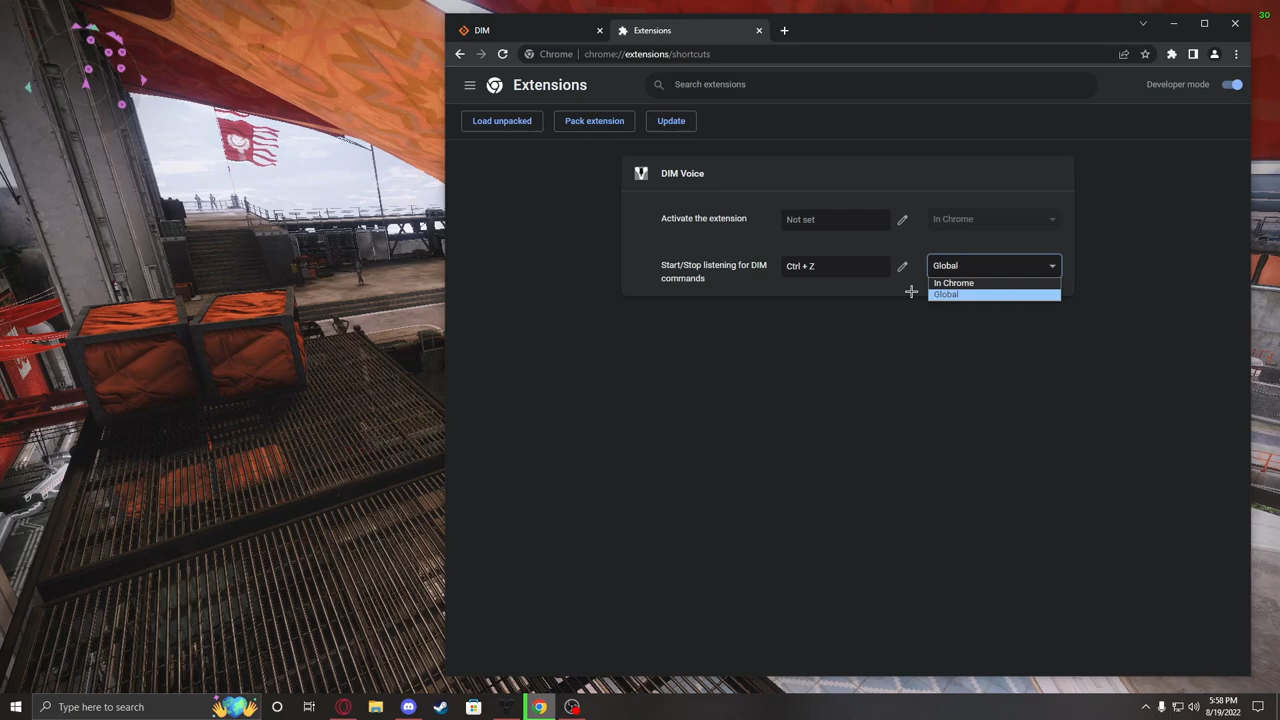 30
DIM
Extensions
Chrome
chrome://extensions/shortcuts
Extensions
Search extensions
Developer mode
Load unpacked
Pack extension
Update
DIM Voice
Activate the extension
Not set
In Chrome
Start/Stop listening for DIM
commands
Ctrl + Z
Global
In Chrome
Global
Type here to search
5:58 PM
8/19/2022